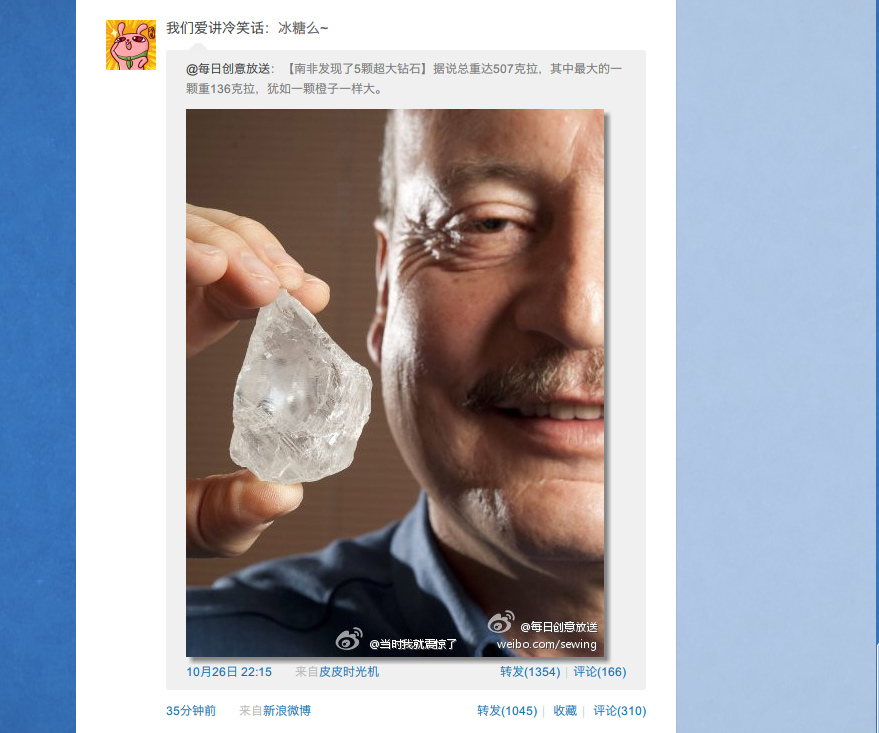 我们爱讲冷笑话：冰糖么~
@每日创意放送：【南非发现了5颗超大钻石】据说总重达507克拉，其中最大的一
颗重136克拉，犹如一颗橙子一样大。
@每日创意放送
@当时我就震惊了
weibo.com/sewing
10月26日 22:15 来自皮皮时光机 转发(1354) | 评论(166)
35分钟前 来自新浪微博 转发(1045) | 收藏 | 评论(310)